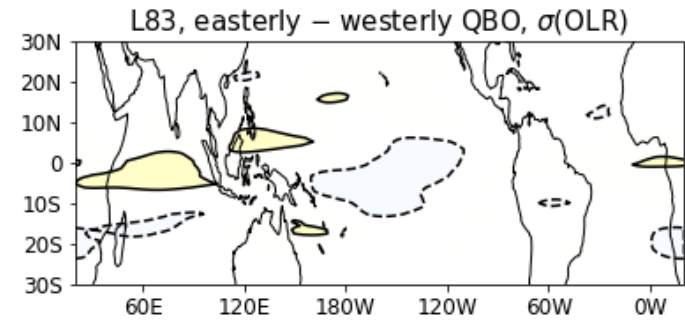 L83, easterly − westerly QBO, σ(OLR)
30N
20N
10N
0
10S
20S
30S
60E 120E 180W 120W 60W 0W